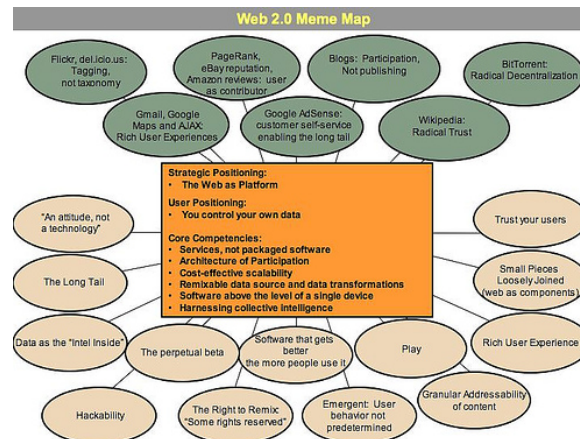 Web 2.0 Meme Map
Flickr, del.icio.us:
Tagging,
not taxonomy
PageRank,
eBay reputation,
Amazon reviews: user
as contributor
Blogs: Participation,
Not publishing
BitTorrent:
Radical Decentralization
Gmail, Google
Maps and AJAX:
Rich User Experiences
Google AdSense:
customer self-service
enabling the long tail
Wikipedia:
Radical Trust
Strategic Positioning:
• The Web as Platform
User Positioning:
• You control your own data
Core Competencies:
• Services, not packaged software
• Architecture of Participation
• Cost-effective scalability
• Remixable data source and data transformations
• Software above the level of a single device
• Harnessing collective intelligence
"An attitude, not
a technology"
Trust your users
The Long Tail
Small Pieces
Loosely Joined
(web as components)
Data as the "Intel Inside"
The perpetual beta
Software that gets
better
the more people use it
Play
Rich User Experience
Hackability
The Right to Remix:
"Some rights reserved"
Emergent: User
behavior not
predetermined
Granular Addressability
of content